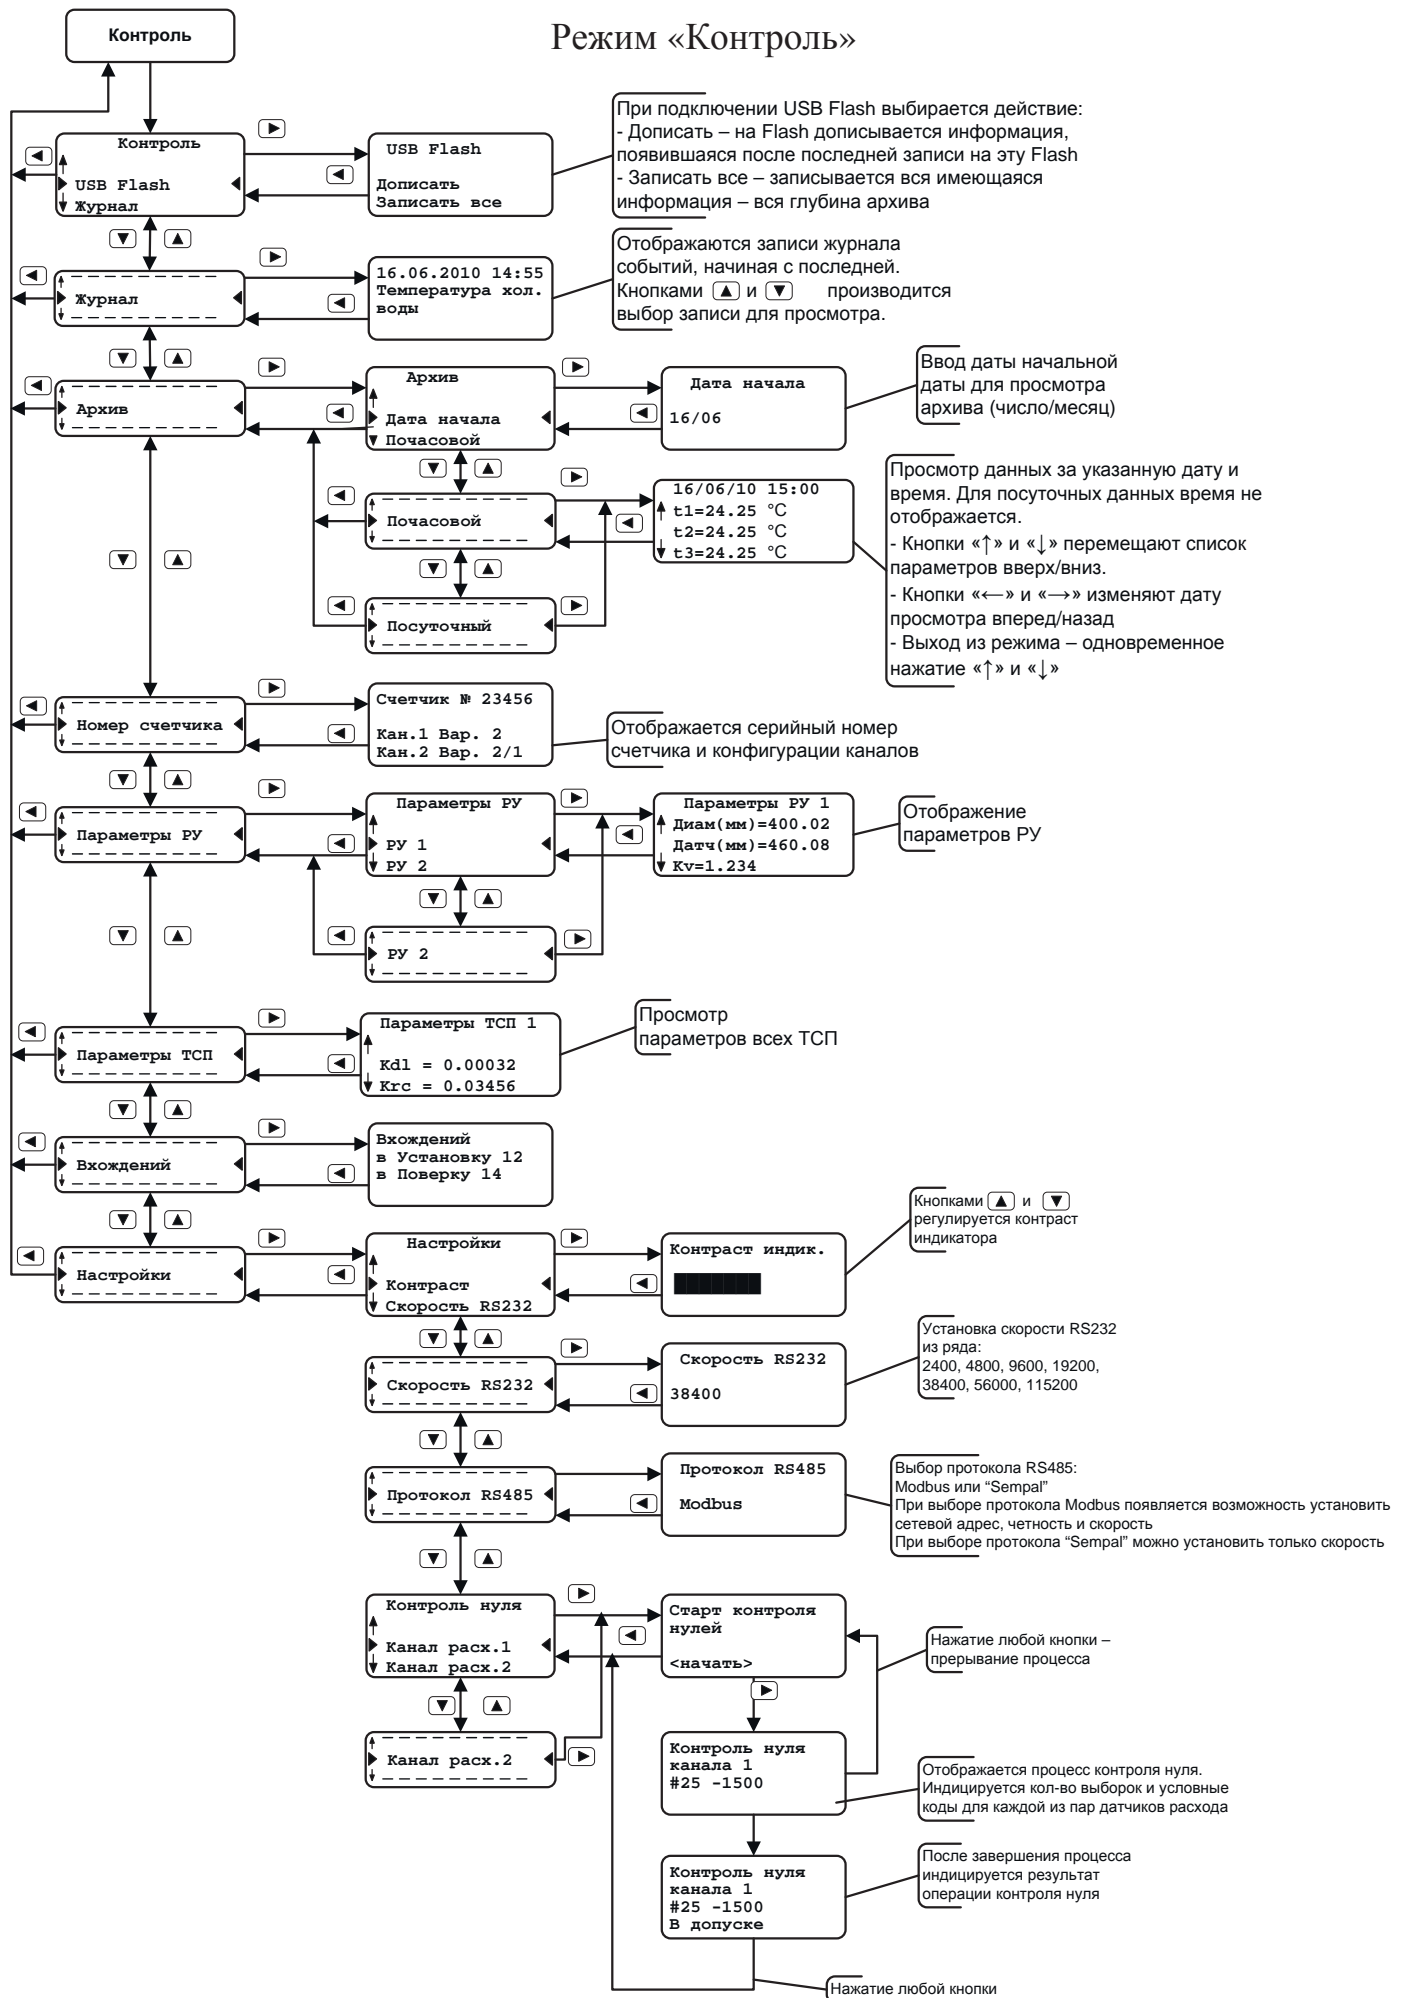 Режим «Контроль»
Контроль
Контроль
USB Flash
Журнал
USB Flash
Дописать
Записать все
При подключении USB Flash выбирается действие:
- Дописать – на Flash дописывается информация,
появившаяся после последней записи на эту Flash
- Записать все – записывается вся имеющаяся
информация – вся глубина архива
Журнал
16.06.2010 14:55
Температура хол.
воды
Отображаются записи журнала
событий, начиная с последней.
Кнопками ▲ и ▼ производится
выбор записи для просмотра.
Архив
Архив
Дата начала
Почасовой
Дата начала
16/06
Ввод даты начальной
даты для просмотра
архива (число/месяц)
Почасовой
16/06/10 15:00
t1=24.25 °C
t2=24.25 °C
t3=24.25 °C
Просмотр данных за указанную дату и
время. Для посуточных данных время не
отображается.
- Кнопки «↑» и «↓» перемещают список
параметров вверх/вниз.
- Кнопки «←» и «→» изменяют дату
просмотра вперед/назад
- Выход из режима – одновременное
нажатие «↑» и «↓»
Посуточный
Номер счетчика
Счетчик № 23456
Кан.1 Вар. 2
Кан.2 Вар. 2/1
Отображается серийный номер
счетчика и конфигурации каналов
Параметры РУ
Параметры РУ
РУ 1
РУ 2
Параметры РУ 1
Диам(мм)=400.02
Датч(мм)=460.08
Kv=1.234
Отображение
параметров РУ
РУ 2
Параметры ТСП
Параметры ТСП 1
Kdl = 0.00032
Krc = 0.03456
Просмотр
параметров всех ТСП
Вхождений
Вхождений
в Установку 12
в Поверку 14
Настройки
Настройки
Контраст
Скорость RS232
Контраст индик.
Кнопками ▲ и ▼
регулируется контраст
индикатора
Скорость RS232
Скорость RS232
38400
Установка скорости RS232
из ряда:
2400, 4800, 9600, 19200,
38400, 56000, 115200
Протокол RS485
Протокол RS485
Modbus
Выбор протокола RS485:
Modbus или “Sempal”
При выборе протокола Modbus появляется возможность установить
сетевой адрес, четность и скорость
При выборе протокола “Sempal” можно установить только скорость
Контроль нуля
Канал расх.1
Канал расх.2
Старт контроля
нулей
<начать>
Нажатие любой кнопки –
прерывание процесса
Канал расх.2
Контроль нуля
канала 1
#25 -1500
Отображается процесс контроля нуля.
Индицируется кол-во выборок и условные
коды для каждой из пар датчиков расхода
Контроль нуля
канала 1
#25 -1500
В допуске
После завершения процесса
индицируется результат
операции контроля нуля
Нажатие любой кнопки